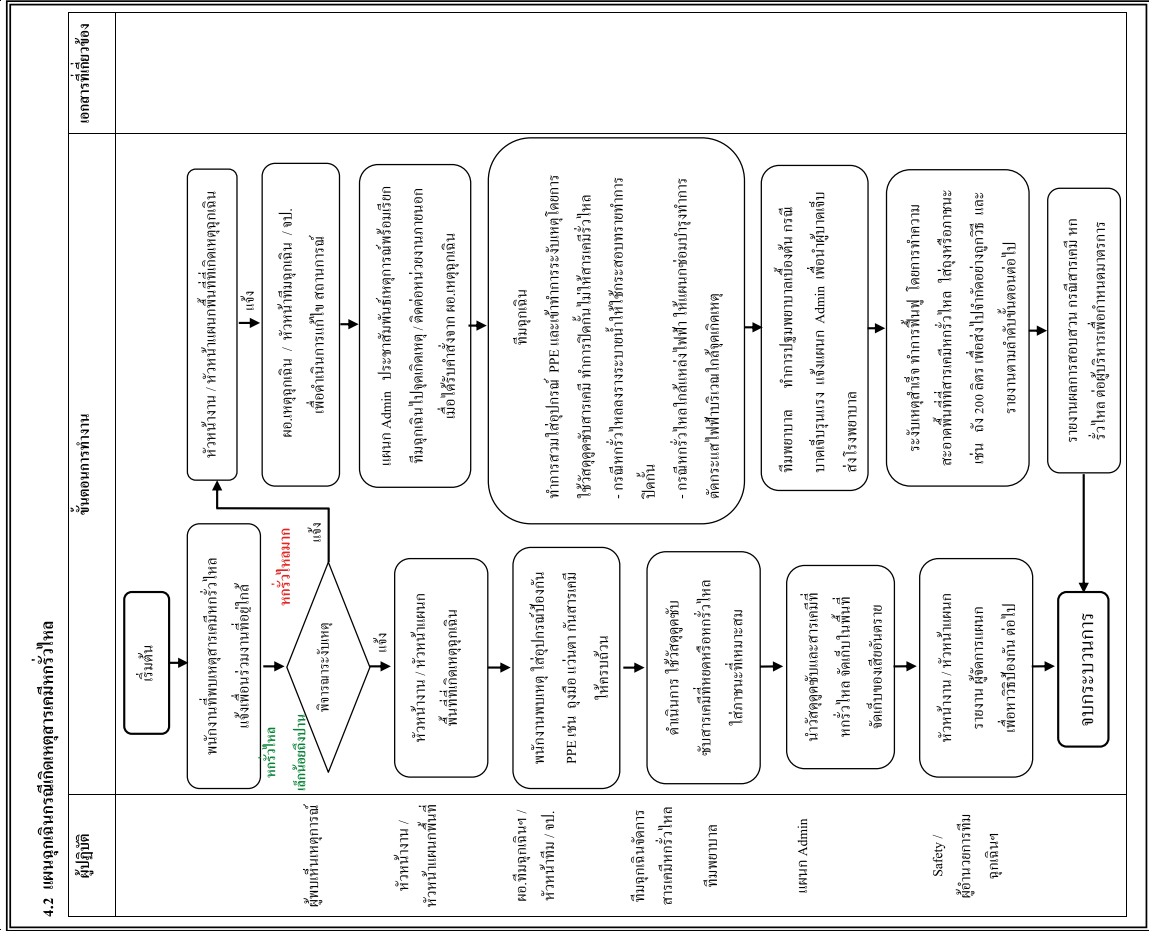 4.2 แผนฉุกเฉินกรณีเกิดเหตุสารเคมีหกรั่วไหล
ผู้ปฏิบัติ
ขั้นตอนการทำงาน
เอกสารที่เกี่ยวข้อง
ผู้พบเห็นเหตุการณ์
หัวหน้างาน /
หัวหน้าแผนกพื้นที่
ผอ.ทีมฉุกเฉินฯ /
หัวหน้าทีม / จป.
ทีมฉุกเฉินจัดการ
สารเคมีหกรั่วไหล
ทีมพยาบาล
แผนก Admin
Safety /
ผู้อำนวยการทีม
ฉุกเฉินฯ
เริ่มต้น
พนักงานที่พบเหตุสารเคมีหกรั่วไหล
แจ้งเพื่อนร่วมงานที่อยู่ใกล้
หกรั่วไหล
เล็กน้อยถึงปาน
หกรั่วไหลมาก
พิจารณาระงับเหตุ
แจ้ง
แจ้ง
หัวหน้างาน / หัวหน้าแผนก
พื้นที่ที่เกิดเหตุฉุกเฉิน
พนักงานพบเหตุ ใส่อุปกรณ์ป้องกัน
PPE เช่น ถุงมือ แว่นตา กันสารเคมี
ให้ครบถ้วน
ดำเนินการ ใช้วัสดุดูดซับ
ซับสารเคมีที่หยดหรือหกรั่วไหล
ใส่ภาชนะที่เหมาะสม
นำวัสดุดูดซับและสารเคมีที่
หกรั่วไหล จัดเก็บในพื้นที่
จัดเก็บของเสียอันตราย
หัวหน้างาน / หัวหน้าแผนก
รายงาน ผู้จัดการแผนก
เพื่อหาวิธีป้องกัน ต่อไป
จบกระบวนการ
หัวหน้างาน / หัวหน้าแผนกพื้นที่ที่เกิดเหตุฉุกเฉิน
แจ้ง
ผอ.เหตุฉุกเฉิน / หัวหน้าทีมฉุกเฉิน / จป.
เพื่อดำเนินการแก้ไข สถานการณ์
แผนก Admin ประชาสัมพันธ์เหตุการณ์พร้อมเรียก
ทีมฉุกเฉินไปจุดเกิดเหตุ / ติดต่อหน่วยงานภายนอก
เมื่อได้รับคำสั่งจาก ผอ.เหตุฉุกเฉิน
ทีมฉุกเฉิน
ทำการสวมใส่อุปกรณ์ PPE และเข้าทำการระงับเหตุโดยการ
ใช้วัสดุดูดซับสารเคมี ทำการปิดกั้นไม่ให้สารเคมีรั่วไหล
- กรณีหกรั่วไหลลงรางระบายน้ำให้ใช้กระสอบทรายทำการ
ปิดกั้น
- กรณีหกรั่วไหลใกล้แหล่งไฟฟ้า ให้แผนกซ่อมบำรุงทำการ
ตัดกระแสไฟฟ้าบริเวณใกล้จุดเกิดเหตุ
ทีมพยาบาล ทำการปฐมพยาบาลเบื้องต้น กรณี
บาดเจ็บรุนแรง แจ้งแผนก Admin เพื่อนำผู้บาดเจ็บ
ส่งโรงพยาบาล
ระงับเหตุสำเร็จ ทำการฟื้นฟู โดยการทำความ
สะอาดพื้นที่ที่สารเคมีหกรั่วไหล ใส่ถุงหรือภาชนะ
เช่น ถัง 200 ลิตร เพื่อส่งไปกำจัดอย่างถูกวิธี และ
รายงานตามลำดับขั้นตอนต่อไป
รายงานผลการสอบสวน กรณีสารเคมี หก
รั่วไหล ต่อผู้บริหารเพื่อกำหนดมาตรการ